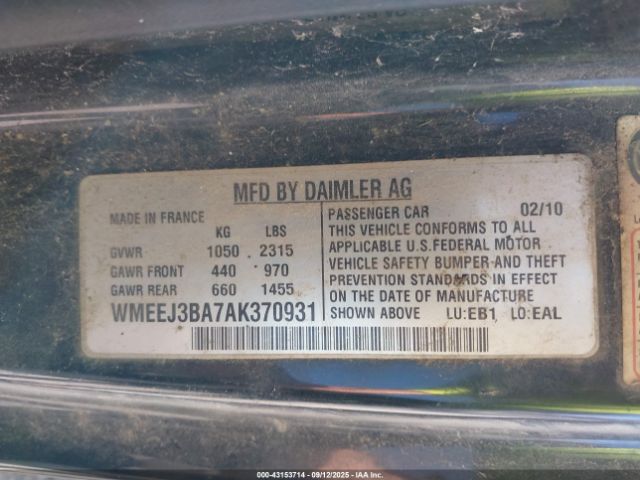 MFD BY DAIMLER AG
MADE IN FRANCE
KG LBS
GVWR 1050 2315
GAWR FRONT 440 970
GAWR REAR 660 1455
WMEEJ3BA7AK370931
PASSENGER CAR 02/10
THIS VEHICLE CONFORMS TO ALL
APPLICABLE U.S.FEDERAL MOTOR
VEHICLE SAFETY BUMPER AND THEFT
PREVENTION STANDARDS IN EFFECT
ON THE DATE OF MANUFACTURE.
SHOWN ABOVE LU:EB1 LO:EAL
000-43153714 - 09/12/2025 - IAA Inc.